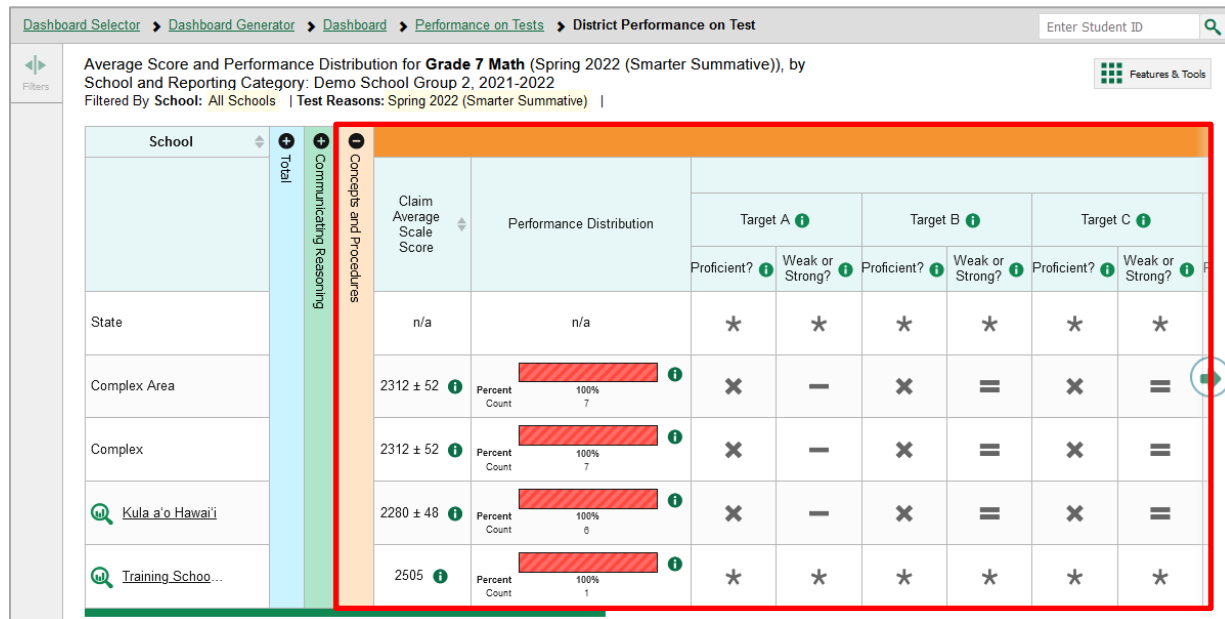 Dashboard Selector > Dashboard Generator > Dashboard > Performance on Tests > District Performance on Test
Enter Student ID
Filters
Average Score and Performance Distribution for Grade 7 Math (Spring 2022 (Smarter Summative)), by
School and Reporting Category: Demo School Group 2, 2021-2022
Filtered By School: All Schools | Test Reasons: Spring 2022 (Smarter Summative) |
Features & Tools
School
Total
Communicating Reasoning
Concepts and Procedures
Claim
Average
Scale
Score
Performance Distribution
Target A
Target B
Target C
Proficient?
Weak or
Strong?
Proficient?
Weak or
Strong?
Proficient?
Weak or
Strong?
State
n/a
n/a
* * * * * *
Complex Area
2312 ± 52
Percent 100%
Count 7
Complex
2312 ± 52
Percent 100%
Count 7
Kula a‘o Hawai‘i
2280 ± 48
Percent 100%
Count 6
Training Schoo...
2505
Percent 100%
Count 1
* * * * * *